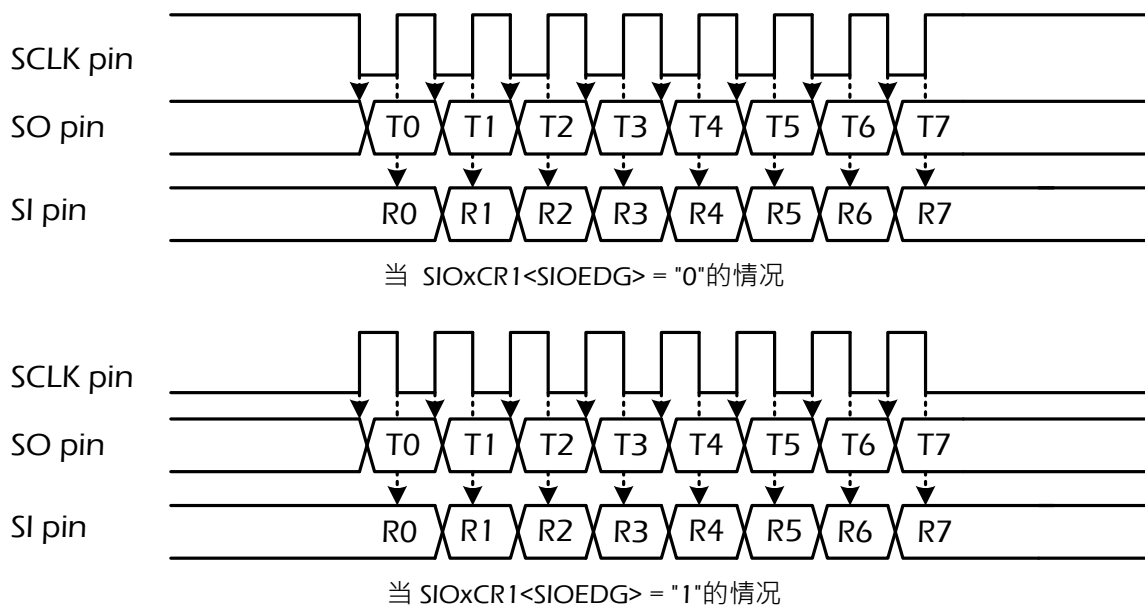 SCLK pin
SO pin T0 T1 T2 T3 T4 T5 T6 T7
SI pin R0 R1 R2 R3 R4 R5 R6 R7
当 SIOxCR1<SIOEDG> = "0"的情况
SCLK pin
SO pin T0 T1 T2 T3 T4 T5 T6 T7
SI pin R0 R1 R2 R3 R4 R5 R6 R7
当 SIOxCR1<SIOEDG> = "1"的情况